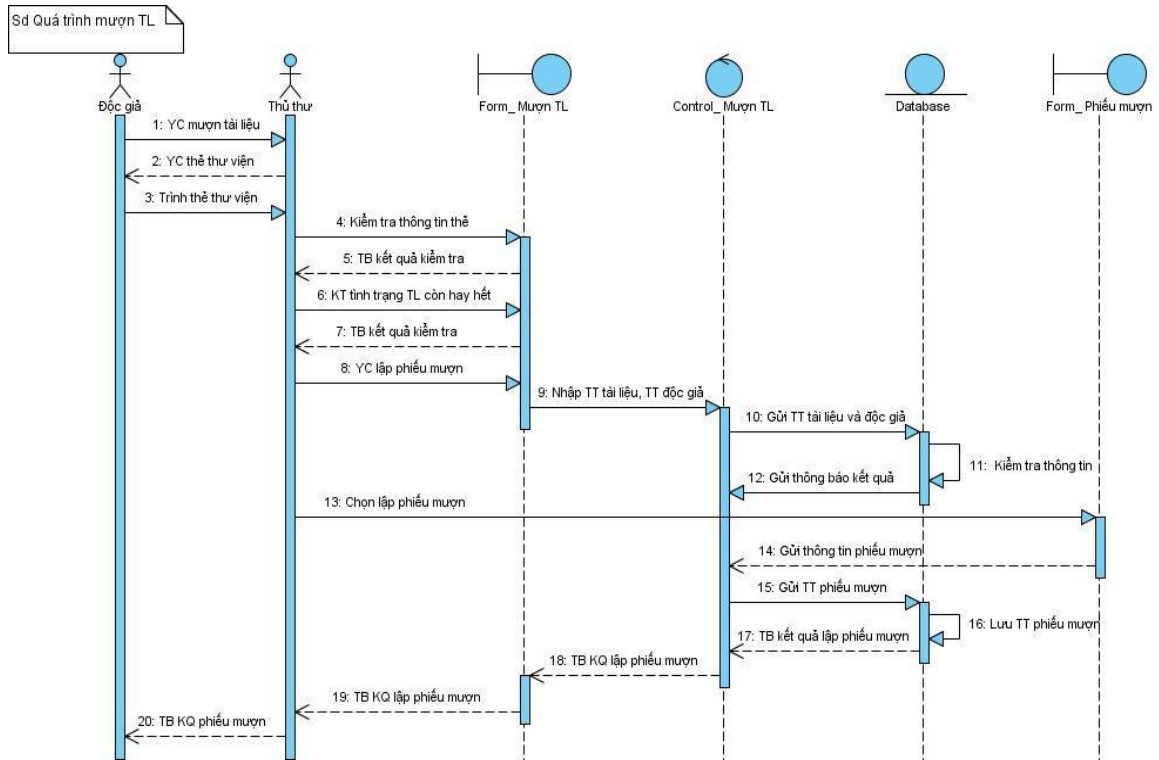 Sd Quá trình mượn TL
Độc giả
Thủ thư
Form_ Mượn TL
Control_ Mượn TL
Database
Form_ Phiếu mượn
1: YC mượn tài liệu
2: YC thẻ thư viện
3: Trình thẻ thư viện
4: Kiểm tra thông tin thẻ
5: TB kết quả kiểm tra
6: KT tình trạng TL còn hay hết
7: TB kết quả kiểm tra
8: YC lập phiếu mượn
9: Nhập TT tài liệu, TT độc giả
10: Gửi TT tài liệu và độc giả
11: Kiểm tra thông tin
12: Gửi thông báo kết quả
13: Chọn lập phiếu mượn
14: Gửi thông tin phiếu mượn
15: Gửi TT phiếu mượn
16: Lưu TT phiếu mượn
17: TB kết quả lập phiếu mượn
18: TB KQ lập phiếu mượn
19: TB KQ lập phiếu mượn
20: TB KQ phiếu mượn